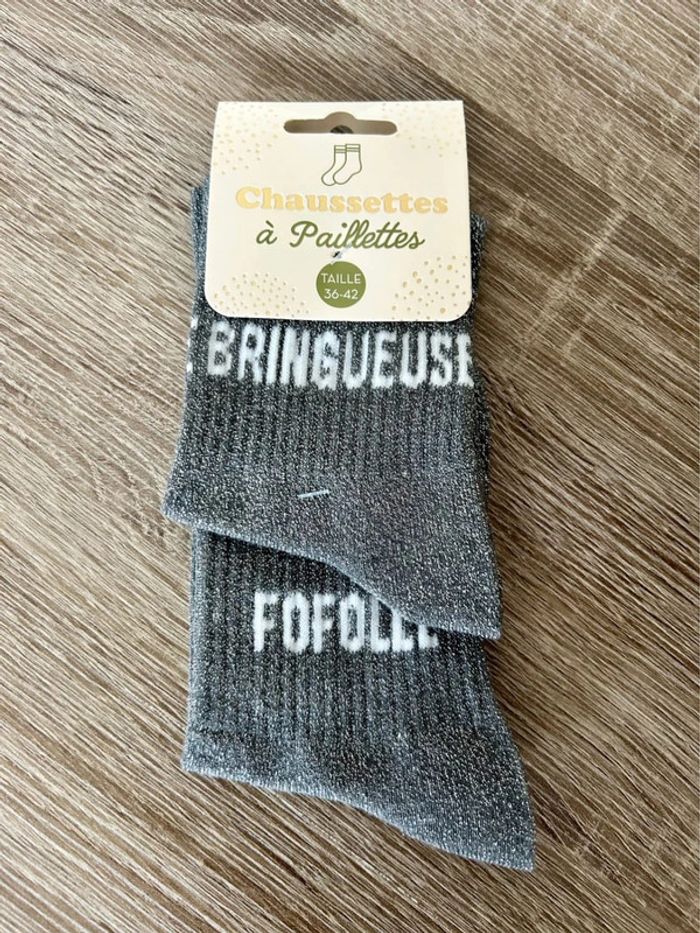 Chaussettes
à Paillettes
TAILLE
36-42
BRINGUEUSE
FOFOLLE